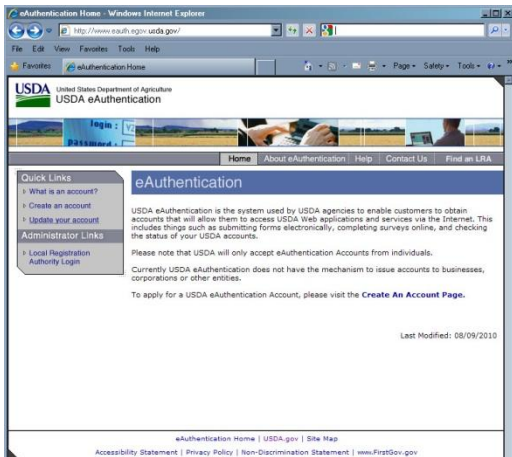 eAuthentication Home - Windows Internet Explorer
http://www.eauth.egov.usda.gov/
File Edit View Favorites Tools Help
Favorites eAuthentication Home Page Safety Tools
USDA United States Department of Agriculture
USDA eAuthentication
login :
password :
Home About eAuthentication Help Contact Us Find an LRA
Quick Links
What is an account?
Create an account
Update your account
Administrator Links
Local Registration
Authority Login
eAuthentication
USDA eAuthentication is the system used by USDA agencies to enable customers to obtain
accounts that will allow them to access USDA Web applications and services via the Internet. This
includes things such as submitting forms electronically, completing surveys online, and checking
the status of your USDA accounts.
Please note that USDA will only accept eAuthentication Accounts from individuals.
Currently USDA eAuthentication does not have the mechanism to issue accounts to businesses,
corporations or other entities.
To apply for a USDA eAuthentication Account, please visit the Create An Account Page.
Last Modified: 08/09/2010
eAuthentication Home | USDA.gov | Site Map
Accessibility Statement | Privacy Policy | Non-Discrimination Statement | www.FirstGov.gov